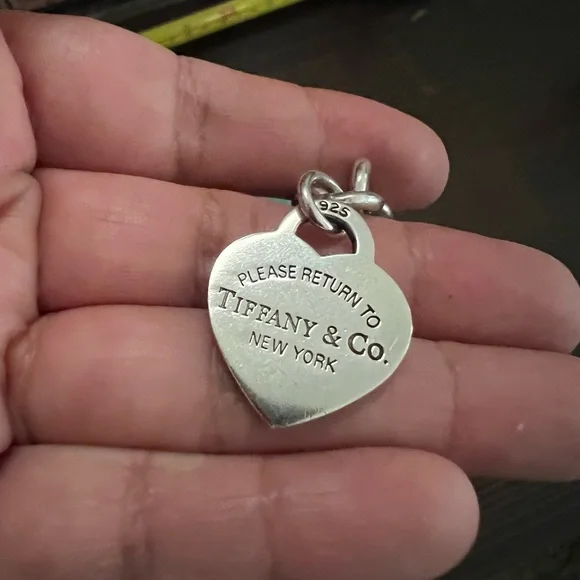 925
PLEASE RETURN TO
TIFFANY & Co.
NEW YORK